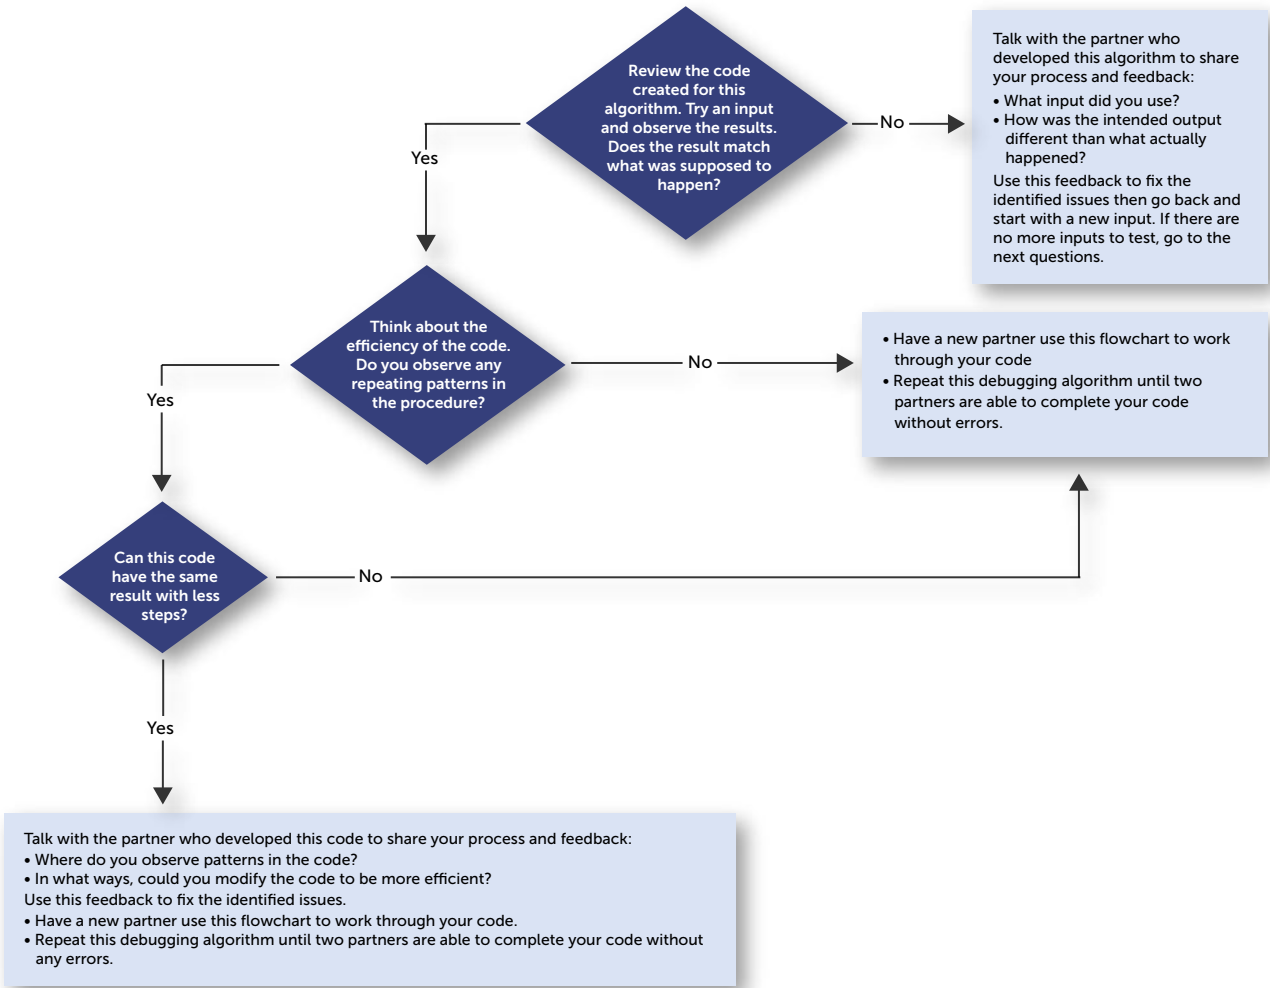 Review the code
created for this
algorithm. Try an input
and observe the results.
Does the result match
what was supposed to
happen?
No
Talk with the partner who
developed this algorithm to share
your process and feedback:
• What input did you use?
• How was the intended output
different than what actually
happened?
Use this feedback to fix the
identified issues then go back and
start with a new input. If there are
no more inputs to test, go to the
next questions.
Yes
Think about the
efficiency of the code.
Do you observe any
repeating patterns in
the procedure?
No
• Have a new partner use this flowchart to work
through your code
• Repeat this debugging algorithm until two
partners are able to complete your code
without errors.
Yes
Can this code
have the same
result with less
steps?
No
Yes
Talk with the partner who developed this code to share your process and feedback:
• Where do you observe patterns in the code?
• In what ways, could you modify the code to be more efficient?
Use this feedback to fix the identified issues.
• Have a new partner use this flowchart to work through your code.
• Repeat this debugging algorithm until two partners are able to complete your code without
any errors.